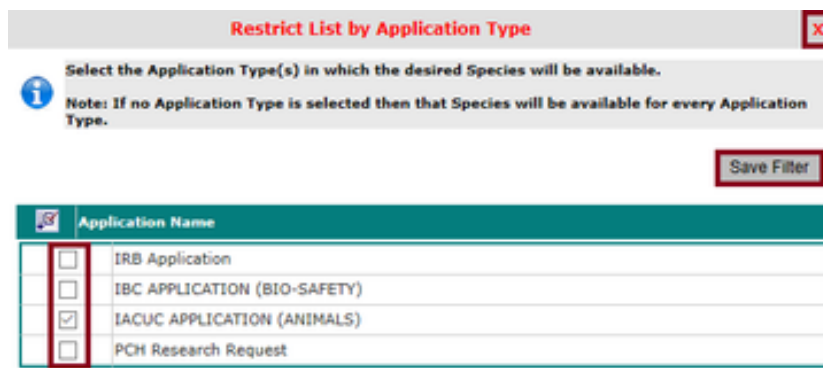 Restrict List by Application Type
X
Select the Application Type(s) in which the desired Species will be available.
Note: If no Application Type is selected then that Species will be available for every Application
Type.
Save Filter
Application Name
IRB Application
IBC APPLICATION (BIO-SAFETY)
IACUC APPLICATION (ANIMALS)
PCH Research Request